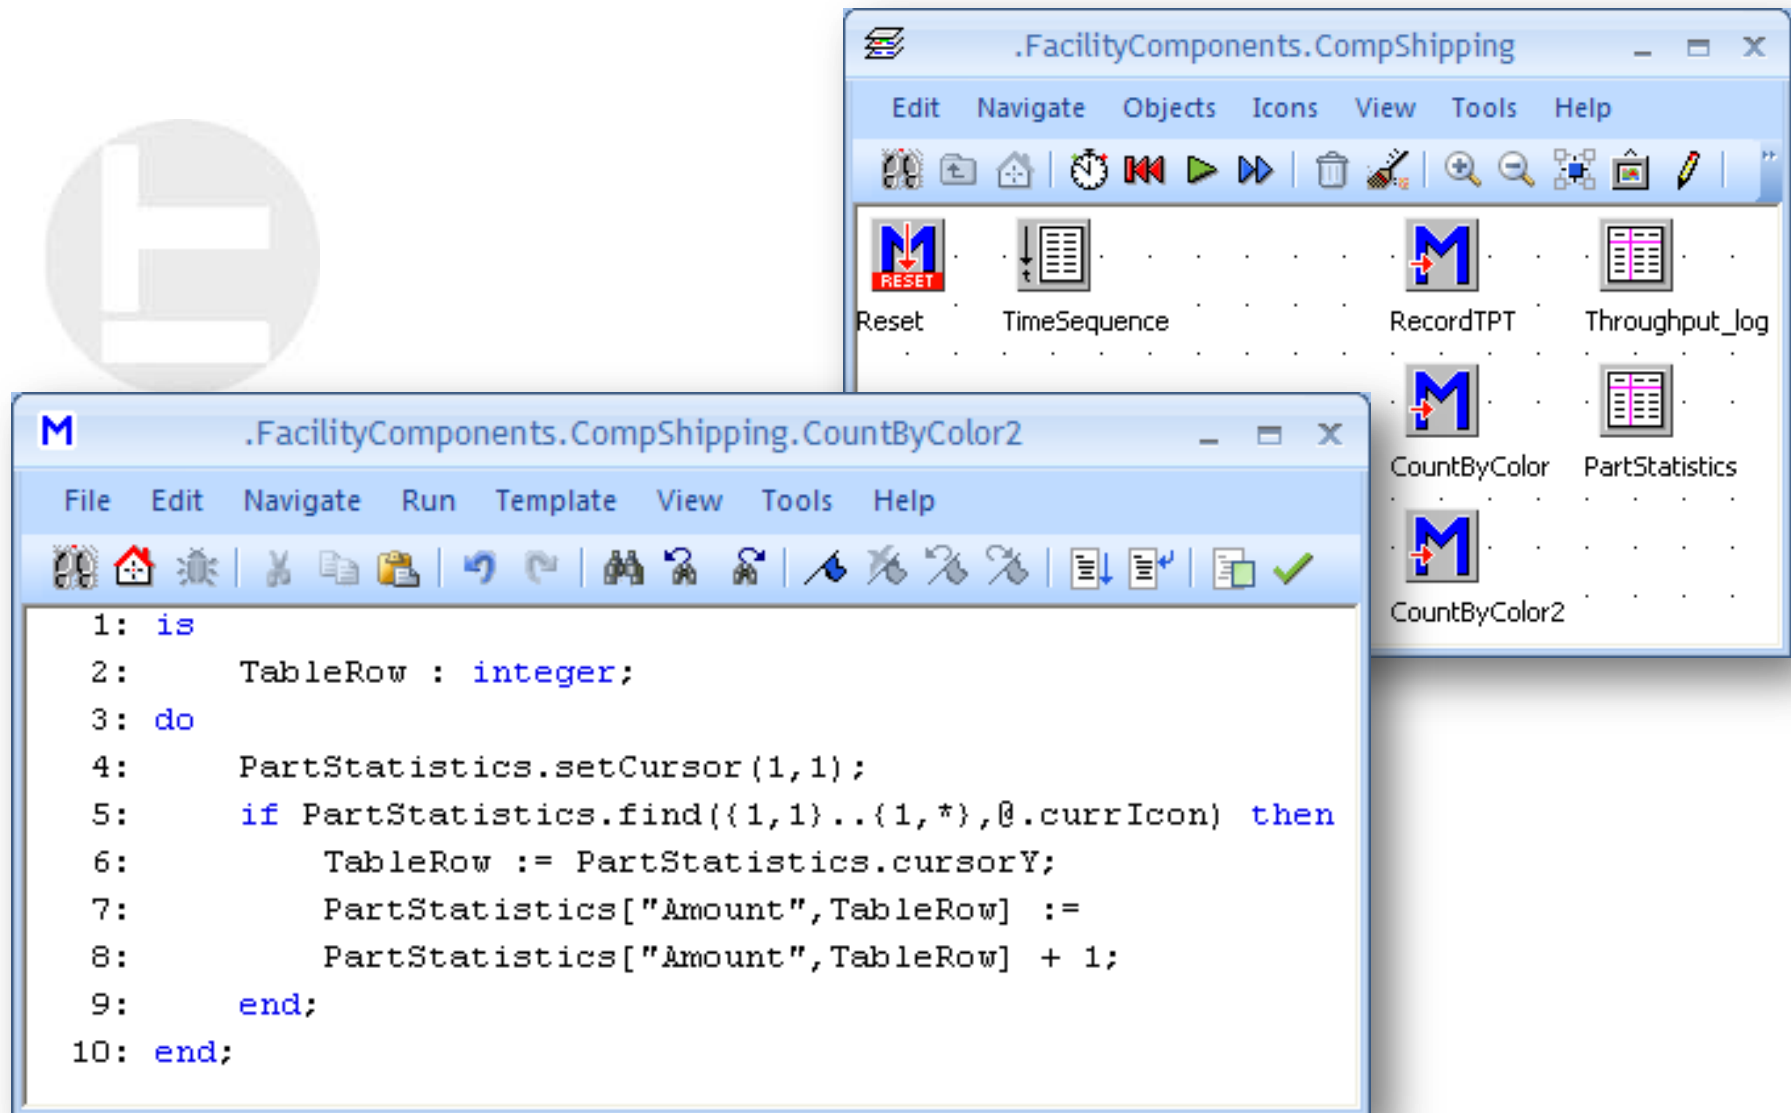 .FacilityComponents.CompShipping
Edit Navigate Objects Icons View Tools Help
RESET
t
Reset TimeSequence RecordTPT Throughput_log
CountByColor PartStatistics
CountByColor2
M .FacilityComponents.CompShipping.CountByColor2
File Edit Navigate Run Template View Tools Help
1: is
2: TableRow : integer;
3: do
4: PartStatistics.setCursor(1,1);
5: if PartStatistics.find({1,1}..{1,*},@.currIcon) then
6: TableRow := PartStatistics.cursorY;
7: PartStatistics["Amount",TableRow] :=
8: PartStatistics["Amount",TableRow] + 1;
9: end;
10: end;